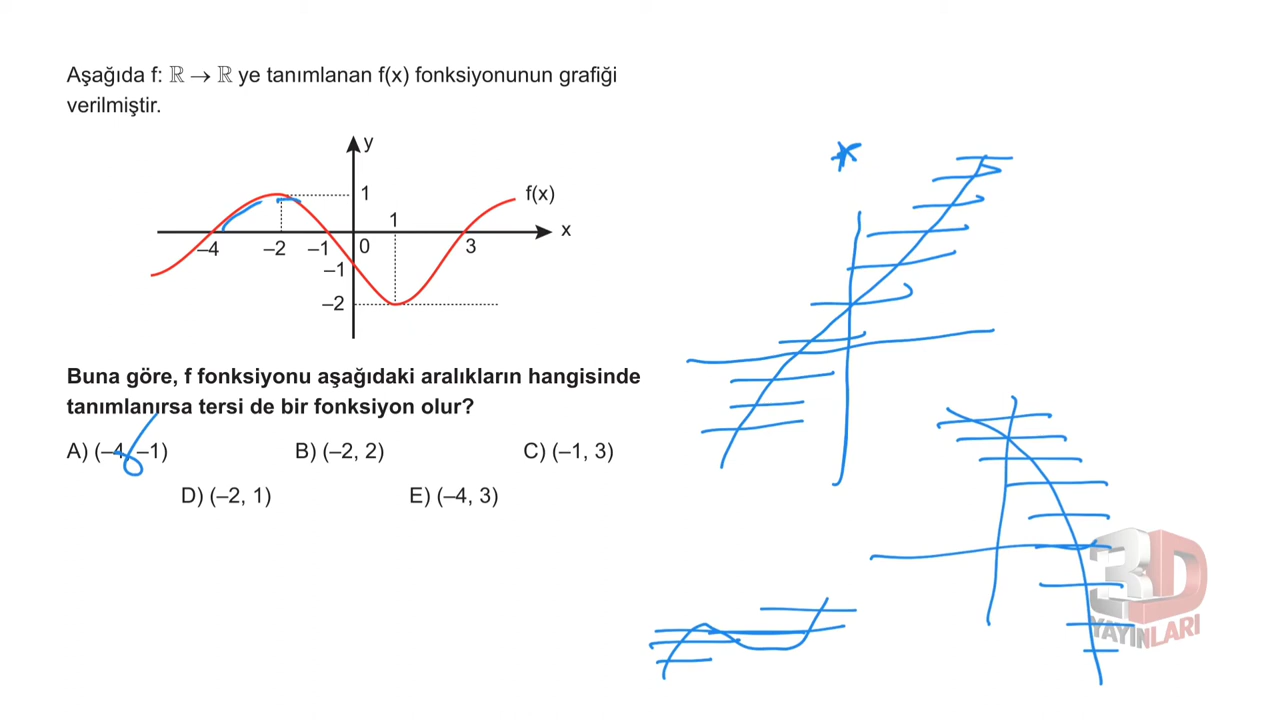 Aşağıda f: ℝ → ℝ ye tanımlanan f(x) fonksiyonunun grafiği
verilmiştir.
y
1
f(x)
1
x
–4
–2
–1
0
3
–1
–2
Buna göre, f fonksiyonu aşağıdaki aralıkların hangisinde
tanımlanırsa tersi de bir fonksiyon olur?
A) (–4, –1) B) (–2, 2) C) (–1, 3)
D) (–2, 1) E) (–4, 3)
3D
YAYINLARI